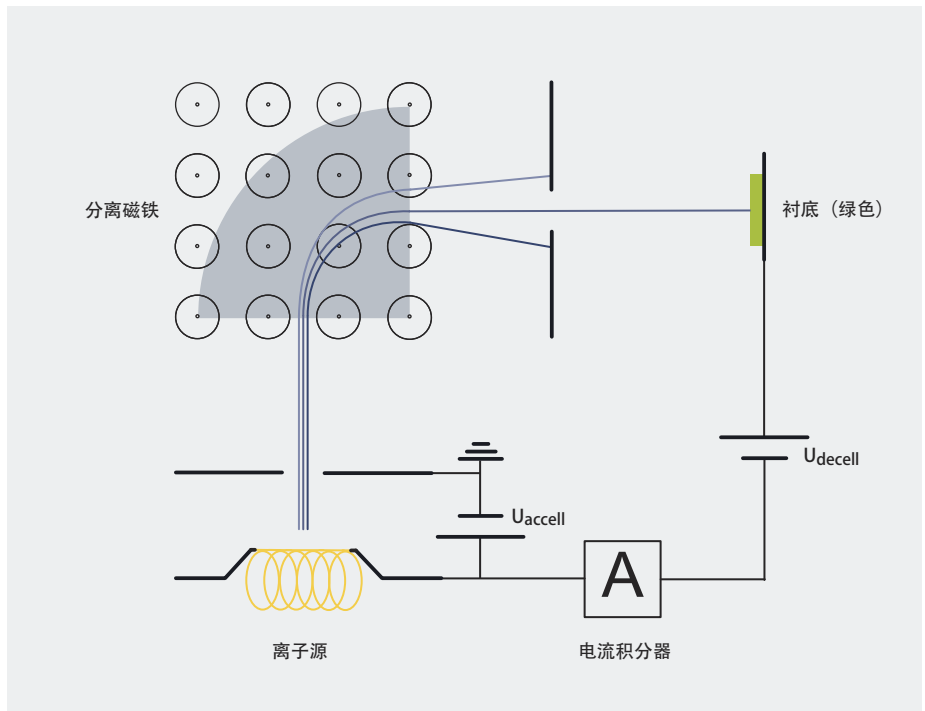 分离磁铁
衬底（绿色）
Udecell
Uaccell
A
离子源
电流积分器